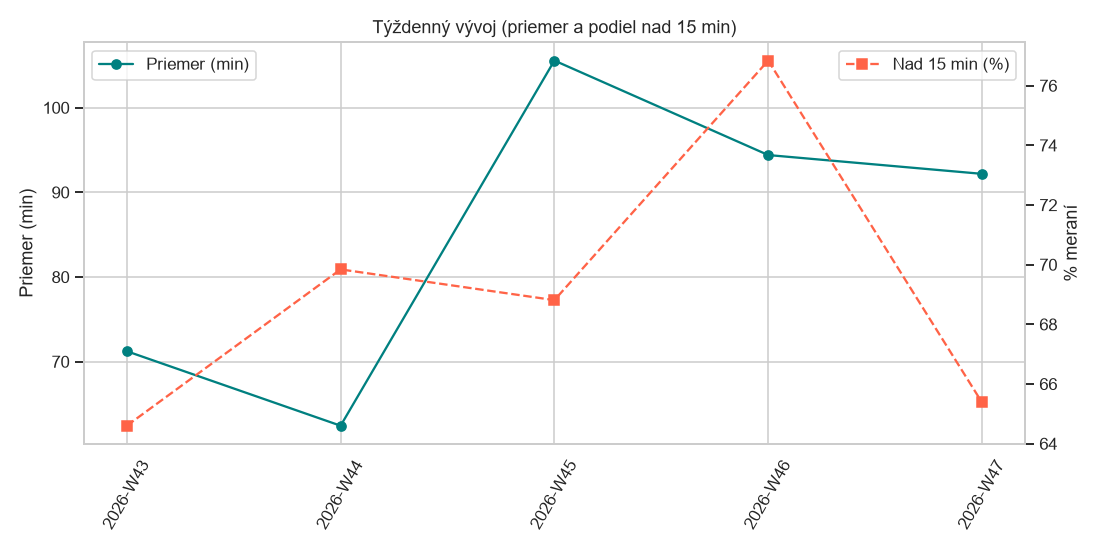 Týždenný vývoj (priemer a podiel nad 15 min)
Priemer (min)
Nad 15 min (%)
Priemer (min)
100
90
80
70
% meraní
76
74
72
70
68
66
64
2026-W43
2026-W44
2026-W45
2026-W46
2026-W47